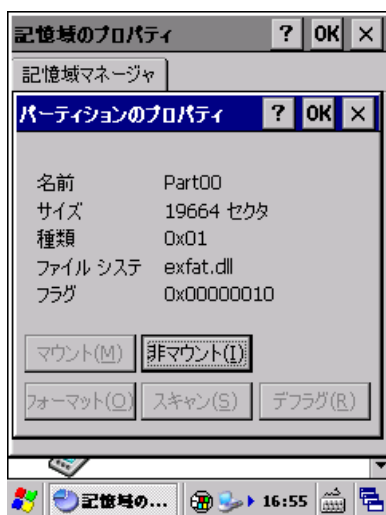 記憶域のプロパティ ? OK ×
記憶域マネージャ
パーティションのプロパティ ? OK ×
名前 Part00
サイズ 19664 セクタ
種類 0x01
ファイル システ exfat.dll
フラグ 0x00000010
マウント(M) 非マウント(I)
フォーマット(O) スキャン(S) デフラグ(R)
記憶域の... 16:55